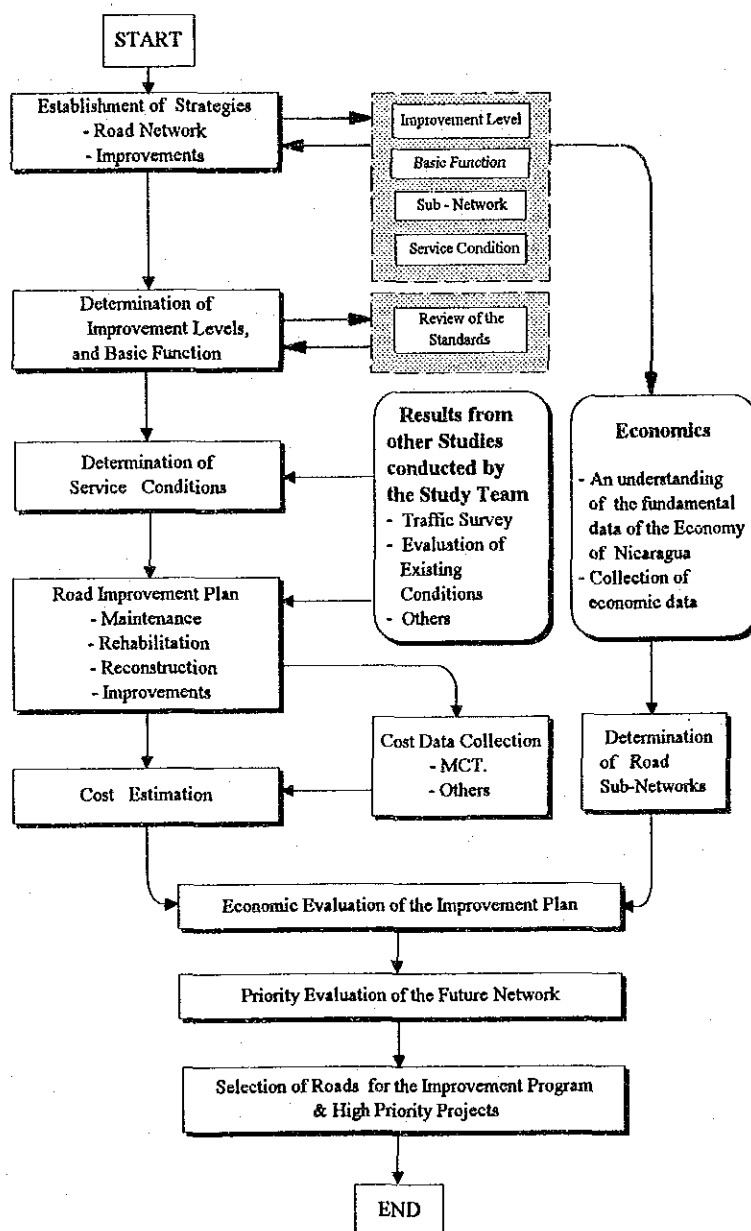 START
Establishment of Strategies
- Road Network
- Improvements
Improvement Level
Basic Function
Sub - Network
Service Condition
Determination of
Improvement Levels,
and Basic Function
Review of the
Standards
Results from
other Studies
conducted by
the Study Team
- Traffic Survey
- Evaluation of
Existing
Conditions
- Others
Economics
- An understanding
of the fundamental
data of the Economy
of Nicaragua
- Collection of
economic data
Determination of
Service Conditions
Road Improvement Plan
- Maintenance
- Rehabilitation
- Reconstruction
- Improvements
Cost Data Collection
- MCT.
- Others
Determination
of Road
Sub-Networks
Cost Estimation
Economic Evaluation of the Improvement Plan
Priority Evaluation of the Future Network
Selection of Roads for the Improvement Program
& High Priority Projects
END